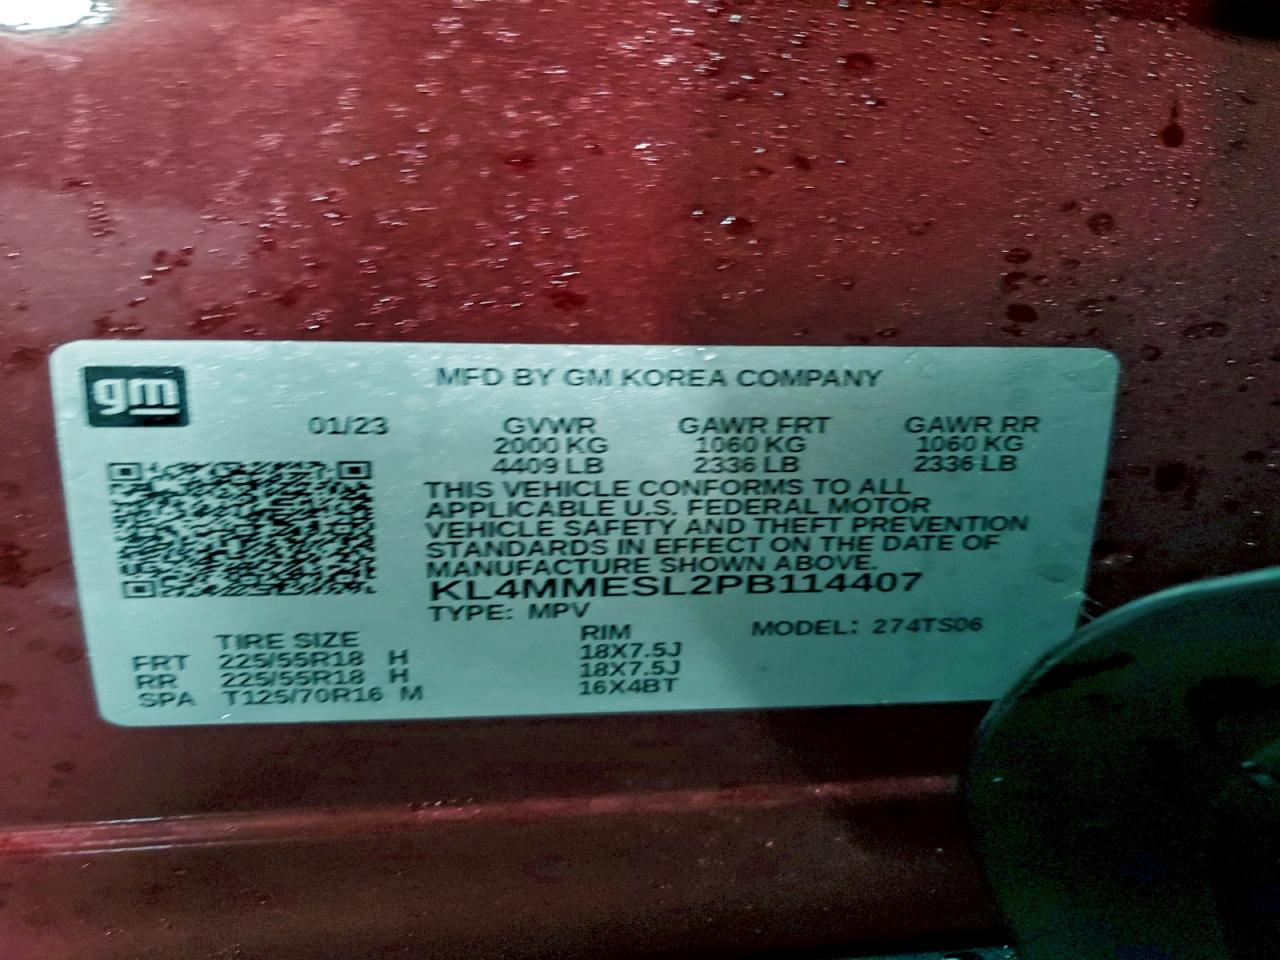 gm
MFD BY GM KOREA COMPANY
01/23 GVWR GAWR FRT GAWR RR
2000 KG 1060 KG 1060 KG
4409 LB 2336 LB 2336 LB
THIS VEHICLE CONFORMS TO ALL
APPLICABLE U.S. FEDERAL MOTOR
VEHICLE SAFETY AND THEFT PREVENTION
STANDARDS IN EFFECT ON THE DATE OF
MANUFACTURE SHOWN ABOVE.
KL4MMESL2PB114407
TYPE: MPV MODEL: 274TS06
TIRE SIZE RIM
FRT 225/55R18 H 18X7.5J
RR 225/55R18 H 18X7.5J
SPA T125/70R16 M 16X4BT